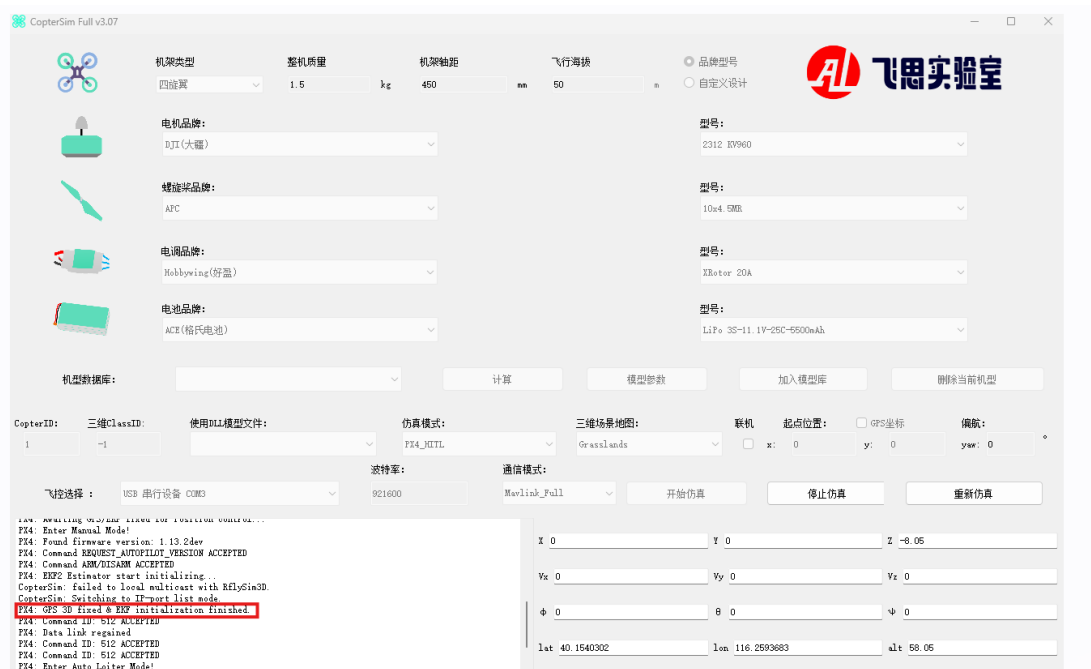 CopterSim Full v3.07
机架类型 整机质量 机架轴距 飞行海拔 品牌型号
四旋翼 1.5 kg 450 mm 50 m 自定义设计
飞思实验室
电机品牌: 型号:
DJI(大疆) 2312 KV960
螺旋桨品牌: 型号:
APC 10x4.5MR
电调品牌: 型号:
Hobbywing(好盈) XRotor 20A
电池品牌: 型号:
ACE(格氏电池) LiPo 3S-11.1V-25C-5500mAh
机型数据库: 计算 模型参数 加入模型库 删除当前机型
CopterID: 三维ClassID: 使用DLL模型文件: 仿真模式: 三维场景地图: 联机 起点位置: GPS坐标 偏航:
1 -1 PX4_HITL Grasslands x: 0 y: 0 yaw: 0 °
波特率: 通信模式:
飞控选择 : USB 串行设备 COM3 921600 Mavlink_Full 开始仿真 停止仿真 重新仿真
PX4: Awaiting GPS/EKF fixed for Position control...
PX4: Enter Manual Mode!
PX4: Found firmware version: 1.13.2dev
PX4: Command REQUEST_AUTOPILOT_VERSION ACCEPTED
PX4: Command ARM/DISARM ACCEPTED
PX4: EKF2 Estimator start initializing...
CopterSim: failed to local multicast with RflySim3D.
CopterSim: Switching to IP-port list mode.
PX4: GPS 3D fixed & EKF initialization finished.
PX4: Command ID: 512 ACCEPTED
PX4: Data link regained
PX4: Command ID: 512 ACCEPTED
PX4: Command ID: 512 ACCEPTED
PX4: Enter Auto Loiter Mode!
X 0 Y 0 Z -8.05
Vx 0 Vy 0 Vz 0
ϕ 0 θ 0 ψ 0
lat 40.1540302 lon 116.2593683 alt 58.05